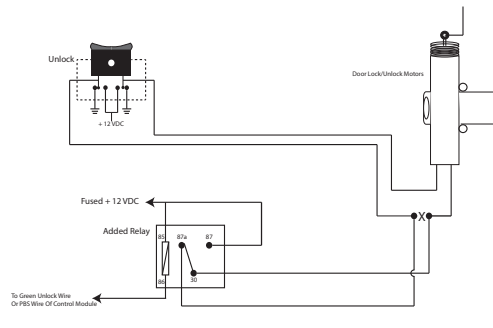 Unlock
Door Lock/Unlock Motors
+ 12 VDC
X
Fused + 12 VDC
Added Relay
85
87a
87
86
30
To Green Unlock Wire
Or PBS Wire Of Control Module